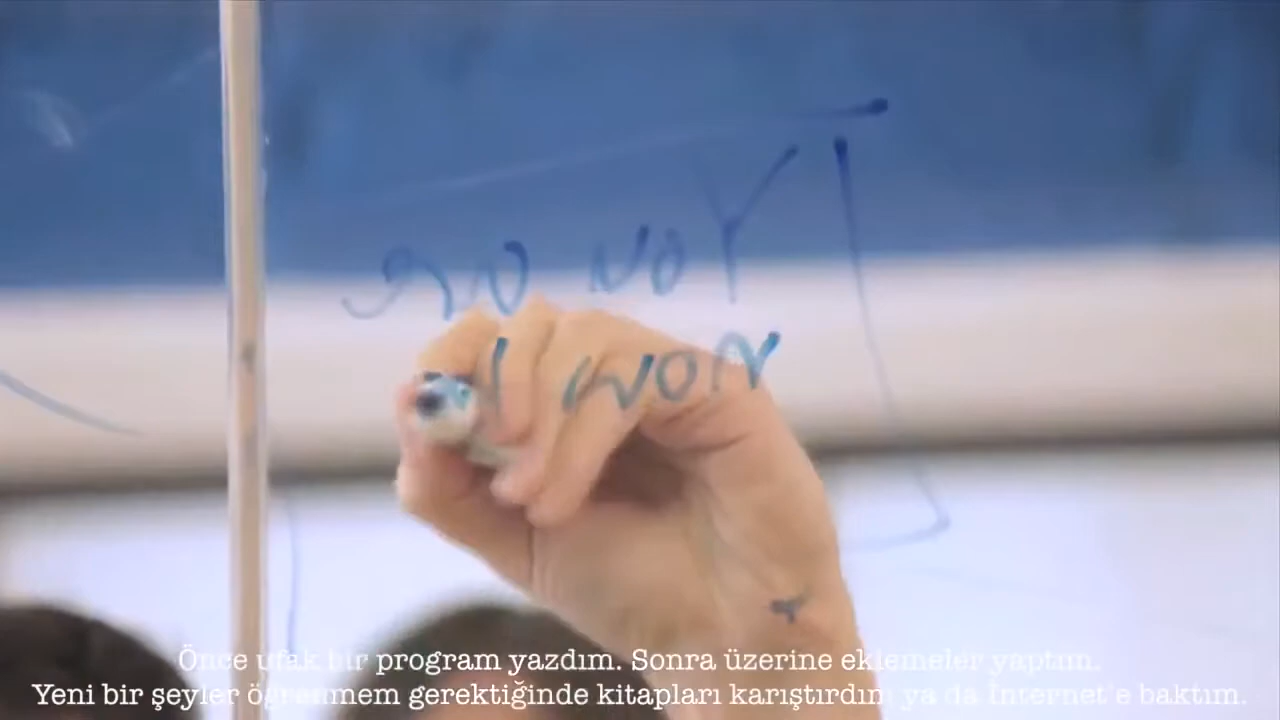 Önce ufak bir program yazdım. Sonra üzerine eklemeler yaptım.
Yeni bir şeyler öğrenmem gerektiğinde kitapları karıştırdım ya da İnternet'e baktım.